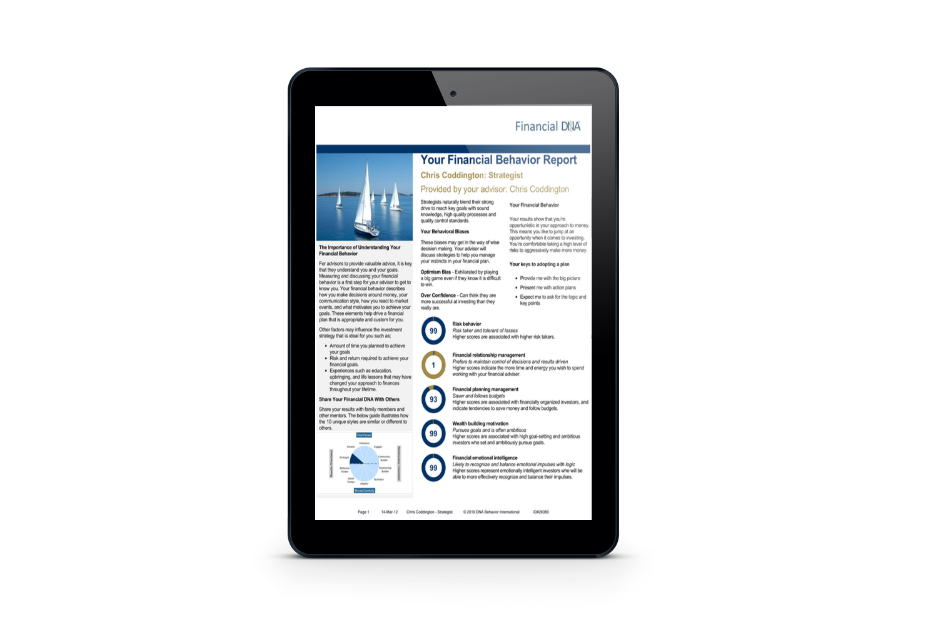 Financial DNA
Your Financial Behavior Report
Chris Coddington: Strategist
Provided by your advisor: Chris Coddington
The Importance of Understanding Your
Financial Behavior
For advisors to provide valuable advice, it is key
that they understand you and your goals.
Measuring and discussing your financial
behavior is a first step for your advisor to get to
know you. Your financial behavior describes
how you make decisions around money, your
communication style, how you react to market
events, and what motivates you to achieve your
goals. These elements help drive a financial
plan that is appropriate and custom for you.
Other factors may influence the investment
strategy that is ideal for you such as;
• Amount of time you planned to achieve
your goals
• Risk and return required to achieve your
financial goals.
• Experiences such as education,
upbringing, and life lessons that may have
changed your approach to finances
throughout your lifetime.
Share Your Financial DNA With Others
Share your results with family members and
other mentors. The below guide illustrates how
the 10 unique styles are similar or different to
others.
Strategists naturally blend their strong
drive to reach key goals with sound
knowledge, high quality processes and
quality control standards.
Your Behavioral Biases
These biases may get in the way of wise
decision making. Your advisor will
discuss strategies to help you manage
your instincts in your financial plan.
Optimism Bias - Exhilarated by playing
a big game even if they know it is difficult
to win.
Over Confidence - Can think they are
more successful at investing than they
really are.
Your Financial Behavior
Your results show that you're
opportunistic in your approach to money.
This means you like to jump at an
opportunity when it comes to investing.
You're comfortable taking a high level of
risks to aggressively make more money
Your keys to adopting a plan
• Provide me with the big picture
• Present me with action plans
• Expect me to ask for the logic and
key points
99
Risk behavior
Risk taker and tolerant of losses
Higher scores are associated with higher risk takers.
1
Financial relationship management
Prefers to maintain control of decisions and results driven
Higher scores indicate the more time and energy you wish to spend
working with your financial adviser.
93
Financial planning management
Saver and follows budgets
Higher scores are associated with financially organized investors, and
indicate tendencies to save money and follow budgets.
99
Wealth building motivation
Pursues goals and is often ambitious
Higher scores are associated with high goal-setting and ambitious
investors who set and ambitiously pursue goals.
99
Financial emotional intelligence
Likely to recognize and balance emotional impulses with logic
Higher scores represent emotionally intelligent investors who will be
able to more effectively recognize and balance their impulses.
Page 1 14-Mar-12 Chris Coddington - Strategist